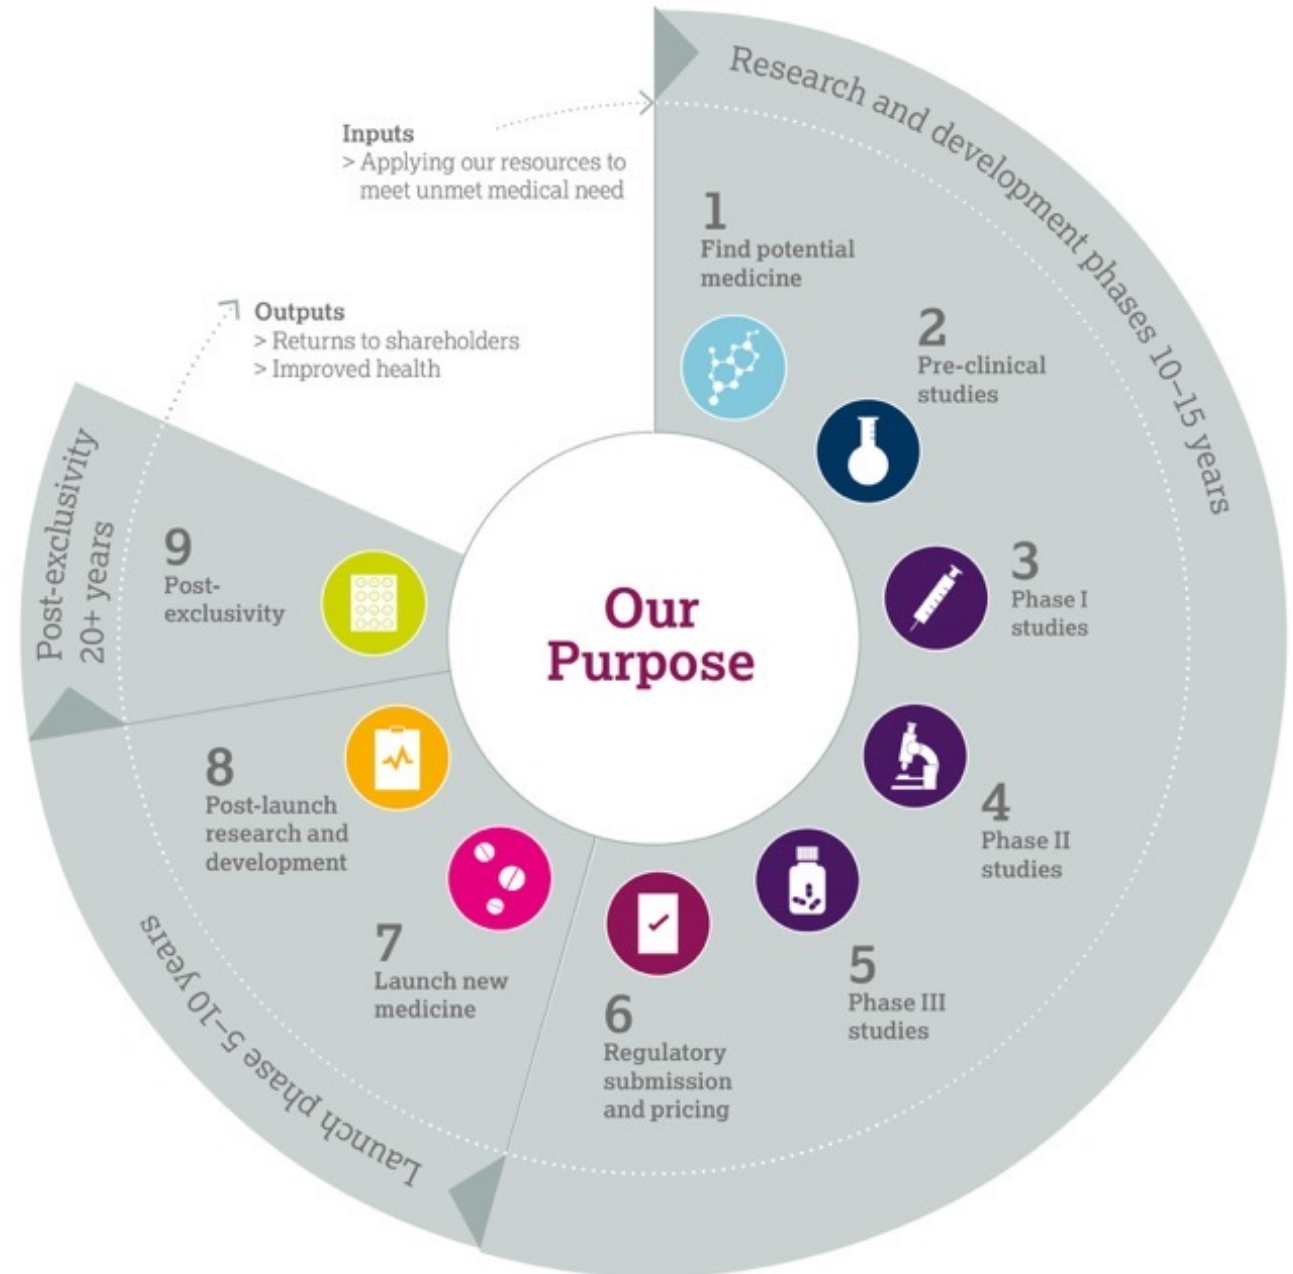 Research and development phases 10–15 years
Inputs
> Applying our resources to
meet unmet medical need
1
Find potential
medicine
2
Pre-clinical
studies
Outputs
> Returns to shareholders
> Improved health
3
Phase I
studies
4
Phase II
studies
5
Phase III
studies
6
Regulatory
submission
and pricing
Launch phase 5–10 years
7
Launch new
medicine
8
Post-launch
research and
development
Post-exclusivity
20+ years
9
Post-
exclusivity
Our
Purpose